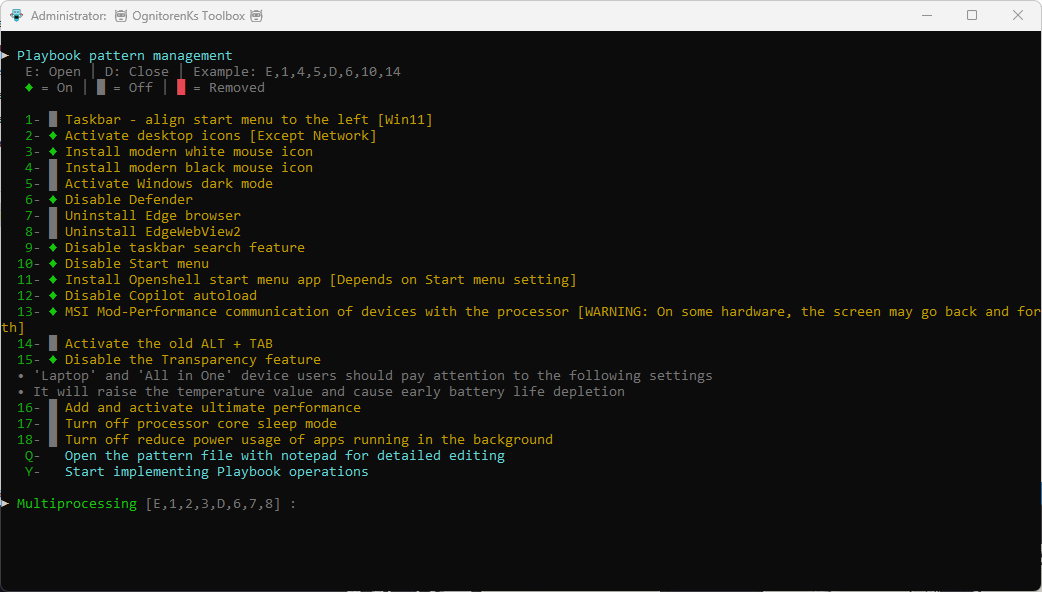 Administrator: OgnitorenKs Toolbox
► Playbook pattern management
E: Open │ D: Close │ Example: E,1,4,5,D,6,10,14
♦ = On │ █ = Off │ █ = Removed
1- █ Taskbar - align start menu to the left [Win11]
2- ♦ Activate desktop icons [Except Network]
3- ♦ Install modern white mouse icon
4- █ Install modern black mouse icon
5- █ Activate Windows dark mode
6- ♦ Disable Defender
7- █ Uninstall Edge browser
8- █ Uninstall EdgeWebView2
9- ♦ Disable taskbar search feature
10- ♦ Disable Start menu
11- ♦ Install Openshell start menu app [Depends on Start menu setting]
12- ♦ Disable Copilot autoload
13- ♦ MSI Mod-Performance communication of devices with the processor [WARNING: On some hardware, the screen may go back and for
th]
14- █ Activate the old ALT + TAB
15- ♦ Disable the Transparency feature
• 'Laptop' and 'All in One' device users should pay attention to the following settings
• It will raise the temperature value and cause early battery life depletion
16- █ Add and activate ultimate performance
17- █ Turn off processor core sleep mode
18- █ Turn off reduce power usage of apps running in the background
Q- Open the pattern file with notepad for detailed editing
Y- Start implementing Playbook operations
► Multiprocessing [E,1,2,3,D,6,7,8] :